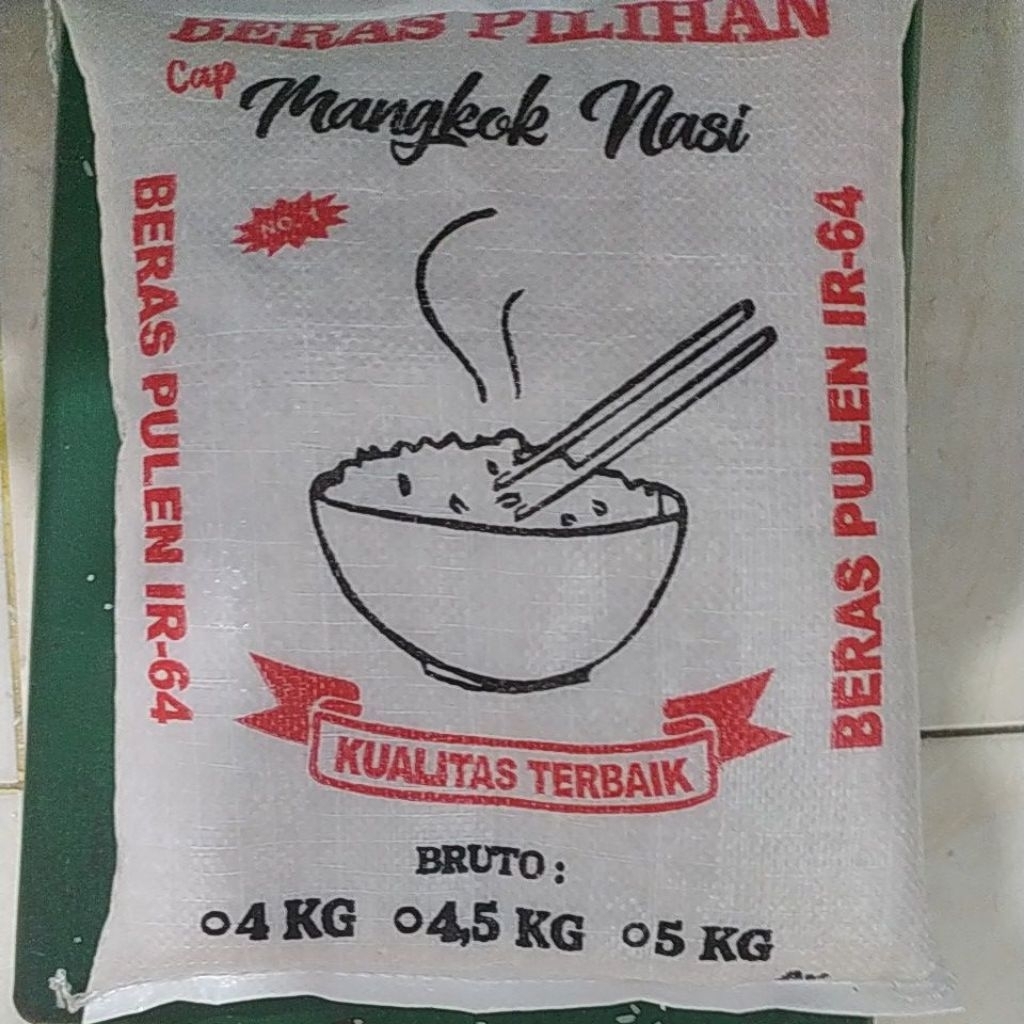 BERAS PILIHAN
Cap
Mangkok Nasi
NO. 1
BERAS PULEN IR-64
BERAS PULEN IR-64
KUALITAS TERBAIK
BRUTO :
4 KG
4,5 KG
5 KG